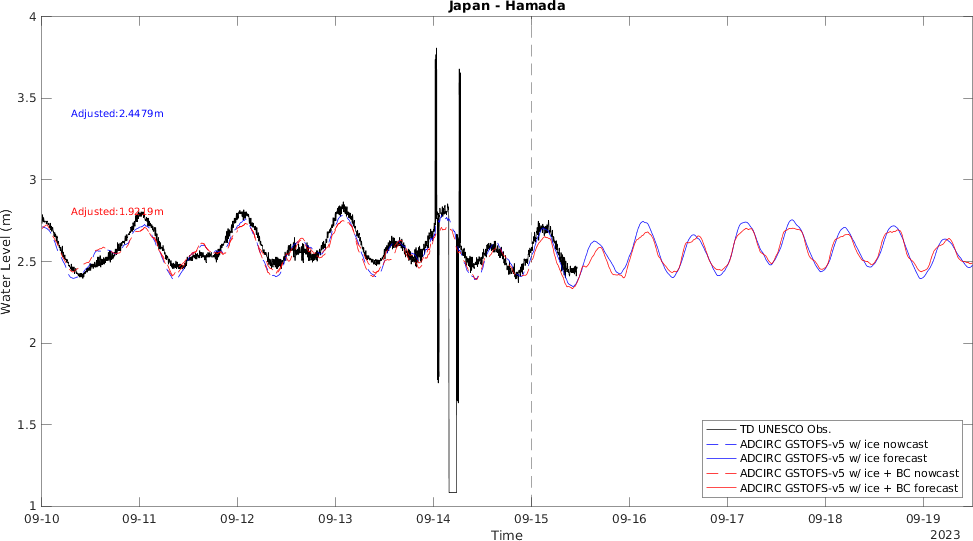 Japan - Hamada
4
3.5
3
2.5
2
1.5
1
Water Level (m)
Adjusted:2.4479m
Adjusted:1.9219m
TD UNESCO Obs.
ADCIRC GSTOFS-v5 w/ ice nowcast
ADCIRC GSTOFS-v5 w/ ice forecast
ADCIRC GSTOFS-v5 w/ ice + BC nowcast
ADCIRC GSTOFS-v5 w/ ice + BC forecast
09-10 09-11 09-12 09-13 09-14 09-15 09-16 09-17 09-18 09-19
Time
2023